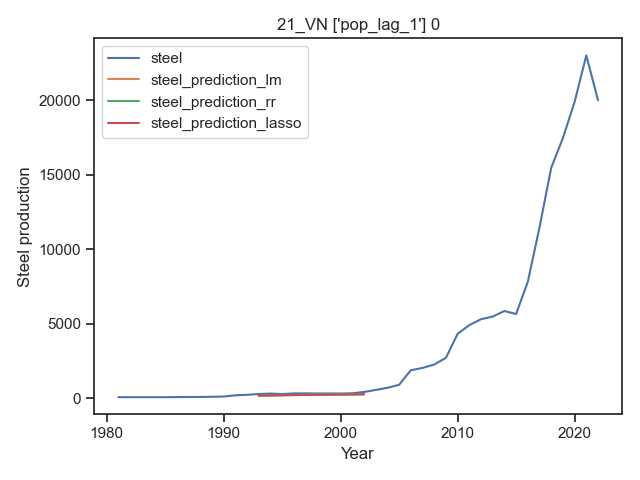 21_VN ['pop_lag_1'] 0
steel
steel_prediction_lm
steel_prediction_rr
steel_prediction_lasso
Steel production
20000
15000
10000
5000
0
1980
1990
2000
2010
2020
Year